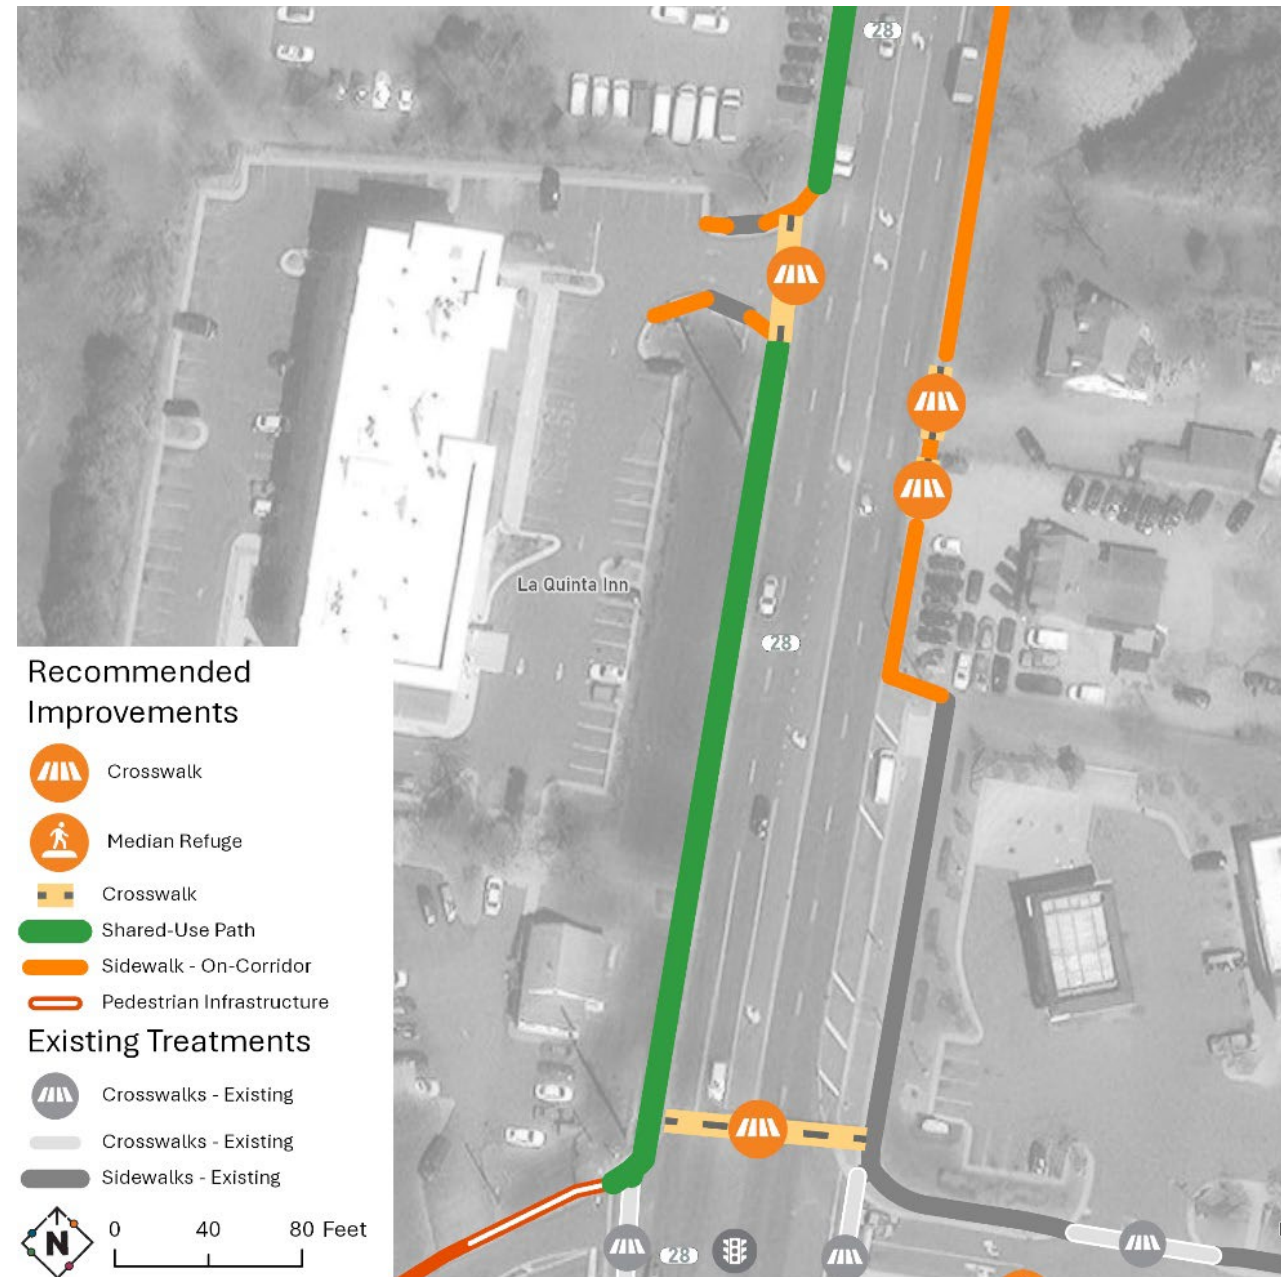 28
La Quinta Inn
28
Recommended
Improvements
Crosswalk
Median Refuge
Crosswalk
Shared-Use Path
Sidewalk - On-Corridor
Pedestrian Infrastructure
Existing Treatments
Crosswalks - Existing
Crosswalks - Existing
Sidewalks - Existing
N
0 40 80 Feet
28